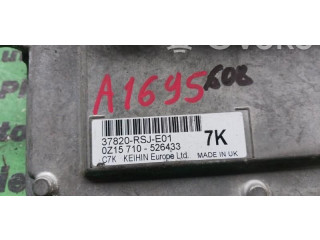 A1695 608
37820-RSJ-E01
0Z15 710 - 526433
C7K KEIHIN Europe Ltd.
7K
MADE IN UK